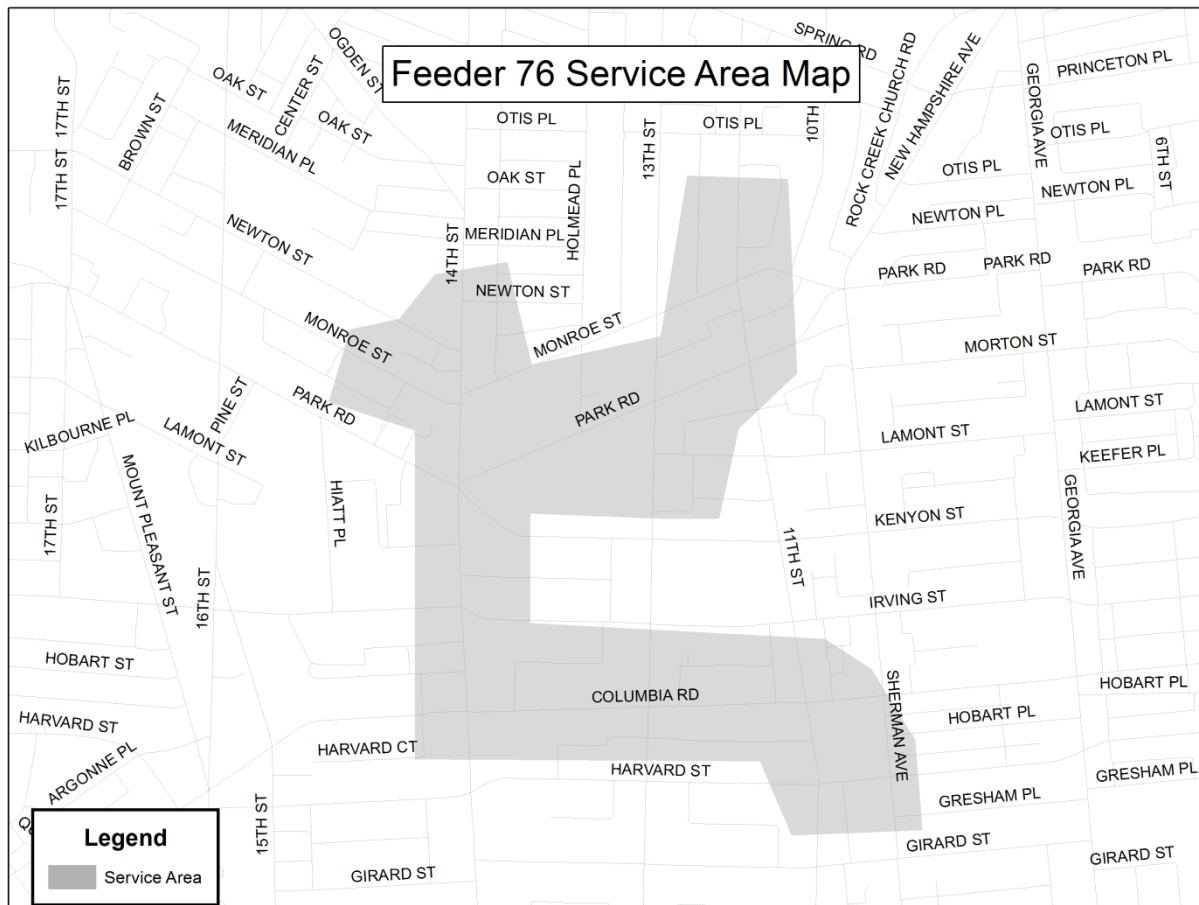 Feeder 76 Service Area Map
SPRING RD
OGDEN ST
OAK ST
CENTER ST
OAK ST
17TH ST
17TH ST
BROWN ST
MERIDIAN PL
OTIS PL
13TH ST
OTIS PL
10TH
ROCK CREEK CHURCH RD
NEW HAMPSHIRE AVE
GEORGIA AVE
PRINCETON PL
OTIS PL
6TH ST
OTIS PL
NEWTON PL
NEWTON PL
OAK ST
HOLMEAD PL
MERIDIAN PL
14TH ST
NEWTON ST
NEWTON ST
PARK RD
PARK RD
PARK RD
MONROE ST
MONROE ST
MORTON ST
PARK RD
PARK RD
PINE ST
KILBOURNE PL
LAMONT ST
LAMONT ST
LAMONT ST
KEEFER PL
MOUNT PLEASANT ST
17TH ST
HIATT PL
KENYON ST
GEORGIA AVE
11TH ST
16TH ST
IRVING ST
HOBART ST
COLUMBIA RD
SHERMAN AVE
HOBART PL
HOBART PL
HARVARD ST
HARVARD CT
HARVARD ST
ARGONNE PL
GRESHAM PL
GRESHAM PL
15TH ST
GIRARD ST
GIRARD ST
GIRARD ST
Legend
Service Area